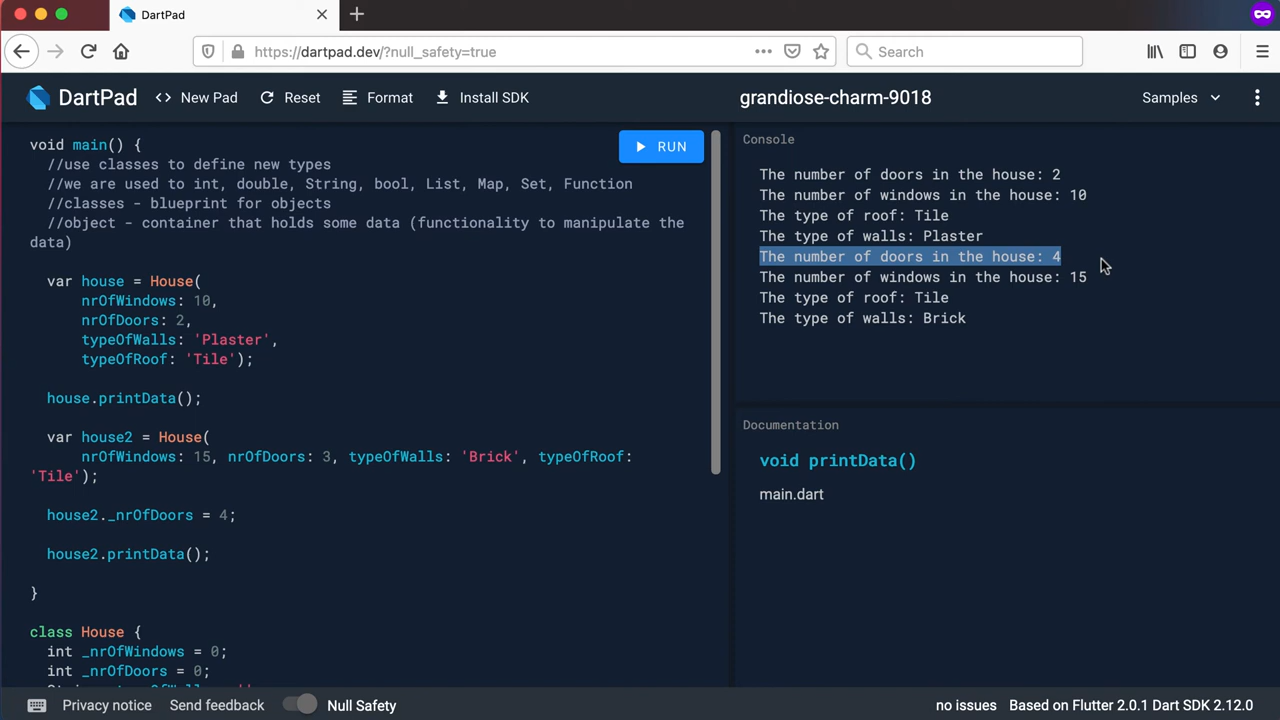 DartPad
https://dartpad.dev/?null_safety=true
Search
DartPad
<> New Pad
Reset
Format
Install SDK
grandiose-charm-9018
Samples
void main() {
//use classes to define new types
//we are used to int, double, String, bool, List, Map, Set, Function
//classes - blueprint for objects
//object - container that holds some data (functionality to manipulate the
data)
var house = House(
nrOfWindows: 10,
nrOfDoors: 2,
typeOfWalls: 'Plaster',
typeOfRoof: 'Tile');
house.printData();
var house2 = House(
nrOfWindows: 15, nrOfDoors: 3, typeOfWalls: 'Brick', typeOfRoof:
'Tile');
house2._nrOfDoors = 4;
house2.printData();
}
class House {
int _nrOfWindows = 0;
int _nrOfDoors = 0;
RUN
Console
The number of doors in the house: 2
The number of windows in the house: 10
The type of roof: Tile
The type of walls: Plaster
The number of doors in the house: 4
The number of windows in the house: 15
The type of roof: Tile
The type of walls: Brick
Documentation
void printData()
main.dart
Privacy notice
Send feedback
Null Safety
no issues
Based on Flutter 2.0.1 Dart SDK 2.12.0